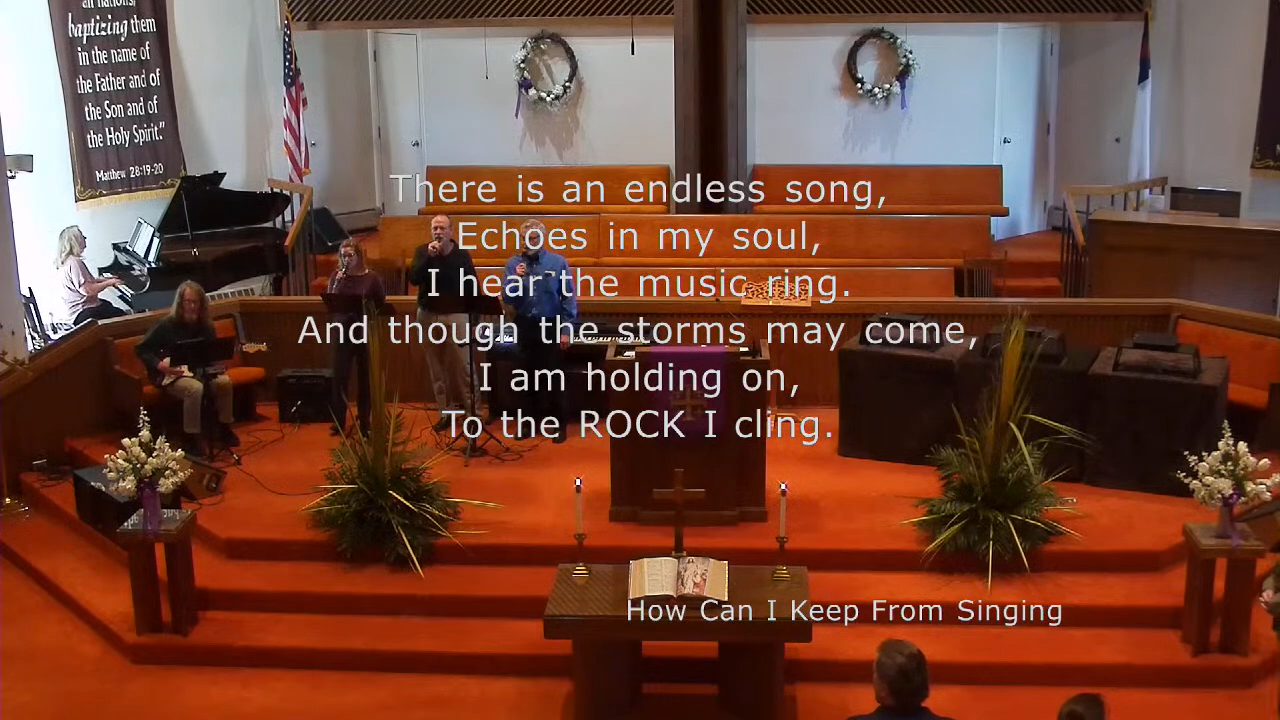 all nations,
baptizing them
in the name of
the Father and of
the Son and of
the Holy Spirit."
Matthew 28:19-20
There is an endless song,
Echoes in my soul,
I hear the music ring.
And though the storms may come,
I am holding on,
To the ROCK I cling.
How Can I Keep From Singing